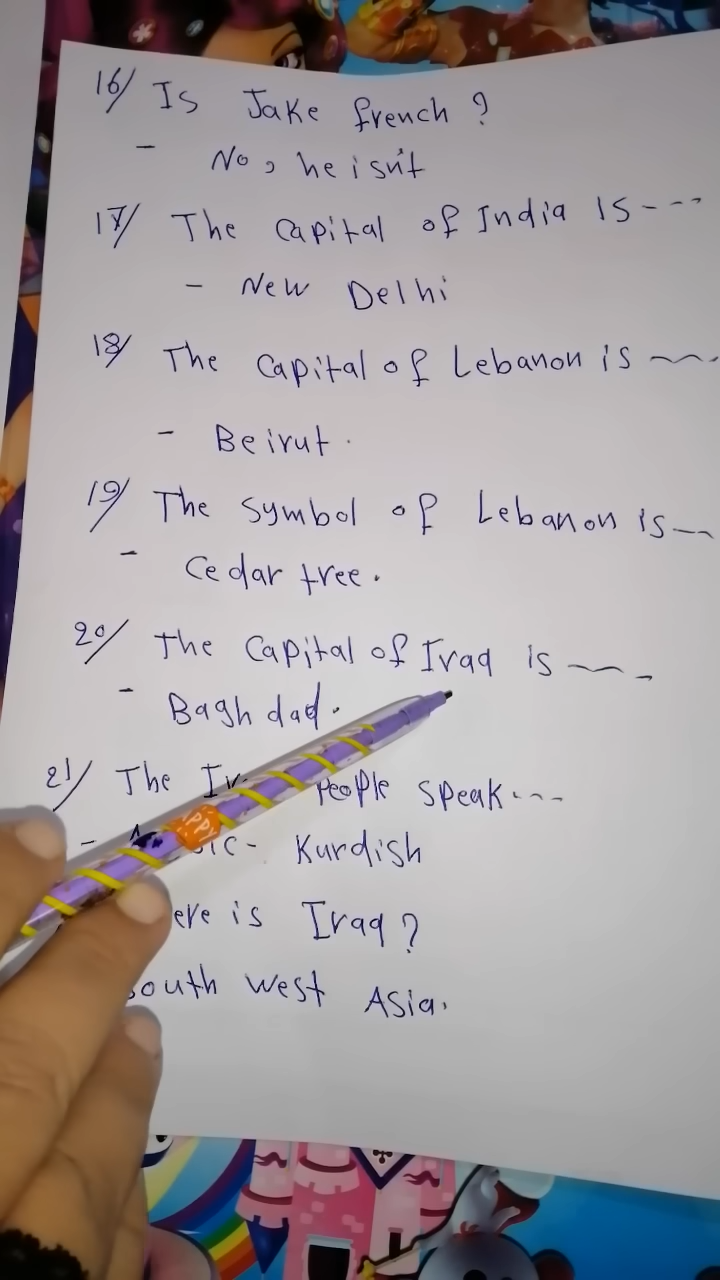 16/ Is Jake french ?
- No, he isn't
17/ The capital of India is ----
- New Delhi
18/ The capital of Lebanon is ~~
- Beirut.
19/ The symbol of Lebanon is ~
- Cedar tree.
20/ The capital of Iraq is ~~
- Baghdad.
21/ The People speak ---
- Kurdish
is Iraq ?
South west Asia.
PPY